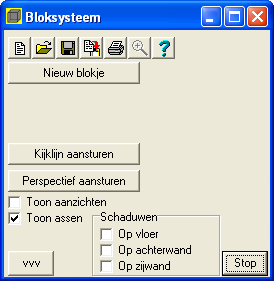 Bloksysteem
Nieuw blokje
Kijklijn aansturen
Perspectief aansturen
Toon aanzichten
Toon assen
Schaduwen
Op vloer
Op achterwand
Op zijwand
vvv
Stop